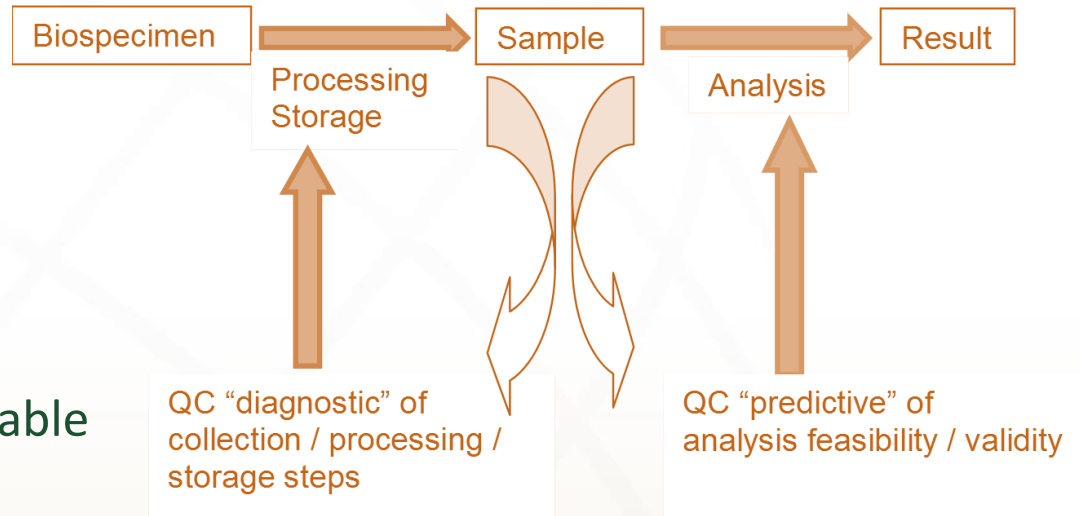 Biospecimen
Sample
Result
Processing
Storage
Analysis
able
QC “diagnostic” of
collection / processing /
storage steps
QC “predictive” of
analysis feasibility / validity